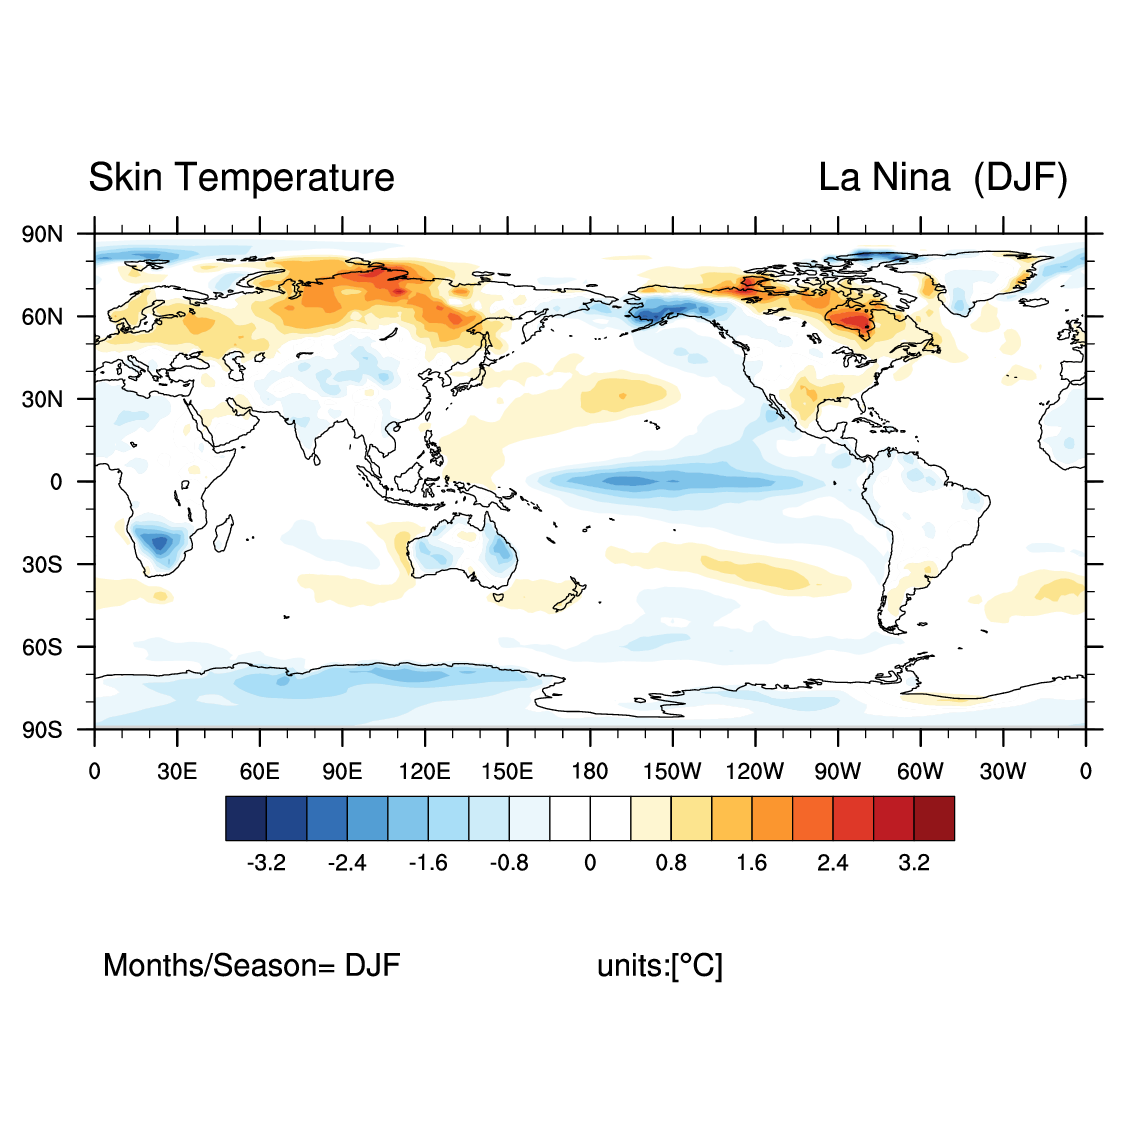 Skin Temperature La Nina (DJF)
90N
60N
30N
0
30S
60S
90S
0 30E 60E 90E 120E 150E 180 150W 120W 90W 60W 30W 0
-3.2 -2.4 -1.6 -0.8 0 0.8 1.6 2.4 3.2
Months/Season= DJF units:[°C]